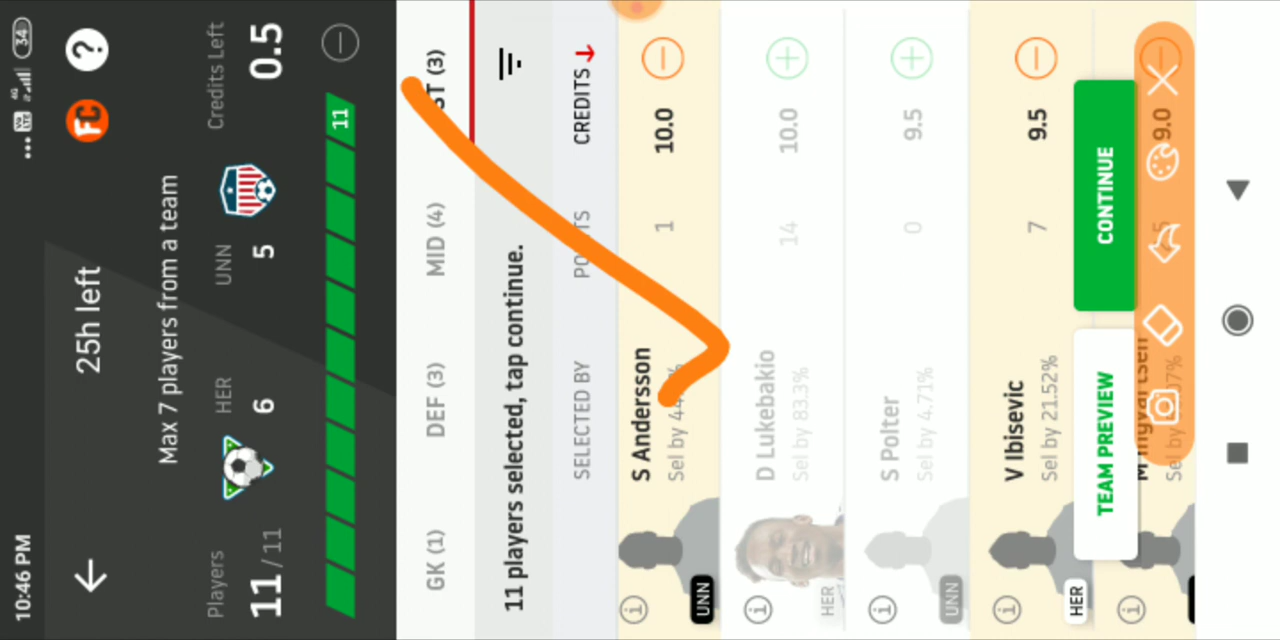 10:46 PM
34
25h left
FC
?
Max 7 players from a team
Players
HER
UNN
Credits Left
11/11
6
5
0.5
11
GK (1)
DEF (3)
MID (4)
ST (3)
11 players selected, tap continue.
SELECTED BY
CREDITS
S Andersson
1
10.0
UNN
D Lukebakio
Sel by 83.3%
14
10.0
HER
S Polter
Sel by 4.71%
0
9.5
UNN
V Ibisevic
Sel by 21.52%
7
9.5
HER
9.0
TEAM PREVIEW
CONTINUE